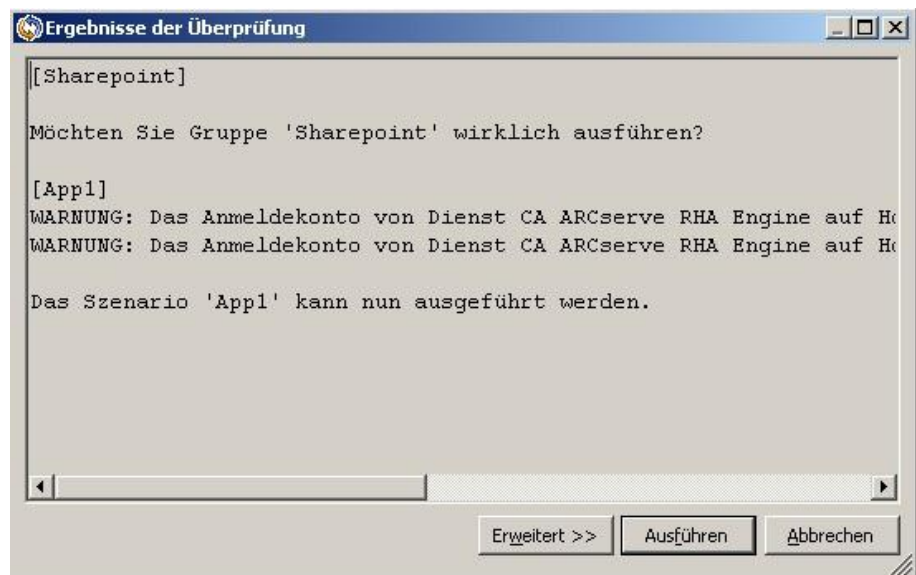 Ergebnisse der Überprüfung
[Sharepoint]
Möchten Sie Gruppe 'Sharepoint' wirklich ausführen?
[App1]
WARNUNG: Das Anmeldekonto von Dienst CA ARCserve RHA Engine auf
WARNUNG: Das Anmeldekonto von Dienst CA ARCserve RHA Engine auf
Das Szenario 'App1' kann nun ausgeführt werden.
Erweitert >> Ausführen Abbrechen